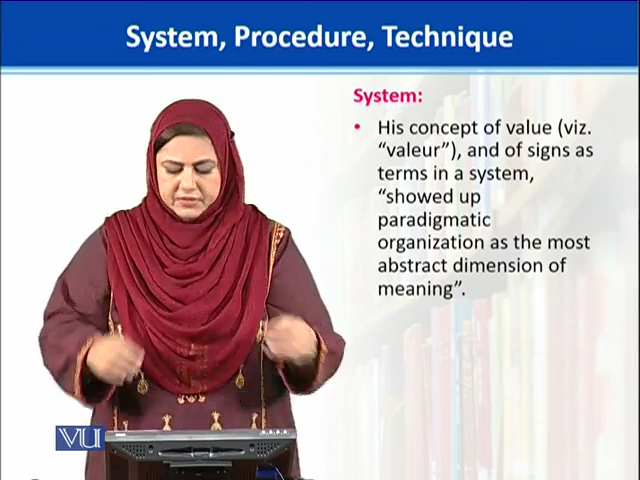 System, Procedure, Technique
System:
• His concept of value (viz.
“valeur”), and of signs as
terms in a system,
“showed up
paradigmatic
organization as the most
abstract dimension of
meaning”.
VU